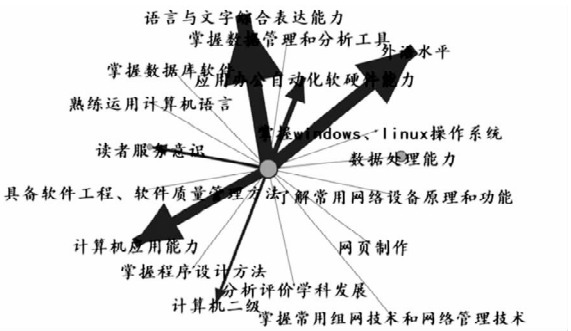 语言与文字综合表达能力
掌握数据管理和分析工具
外语水平
掌握数据库软件
应用办公自动化软硬件能力
熟练运用计算机语言
掌握windows、linux操作系统
读者服务意识
数据处理能力
具备软件工程、软件质量管理方法
了解常用网络设备原理和功能
计算机应用能力
网页制作
掌握程序设计方法
分析评价学科发展
计算机二级
掌握常用组网技术和网络管理技术